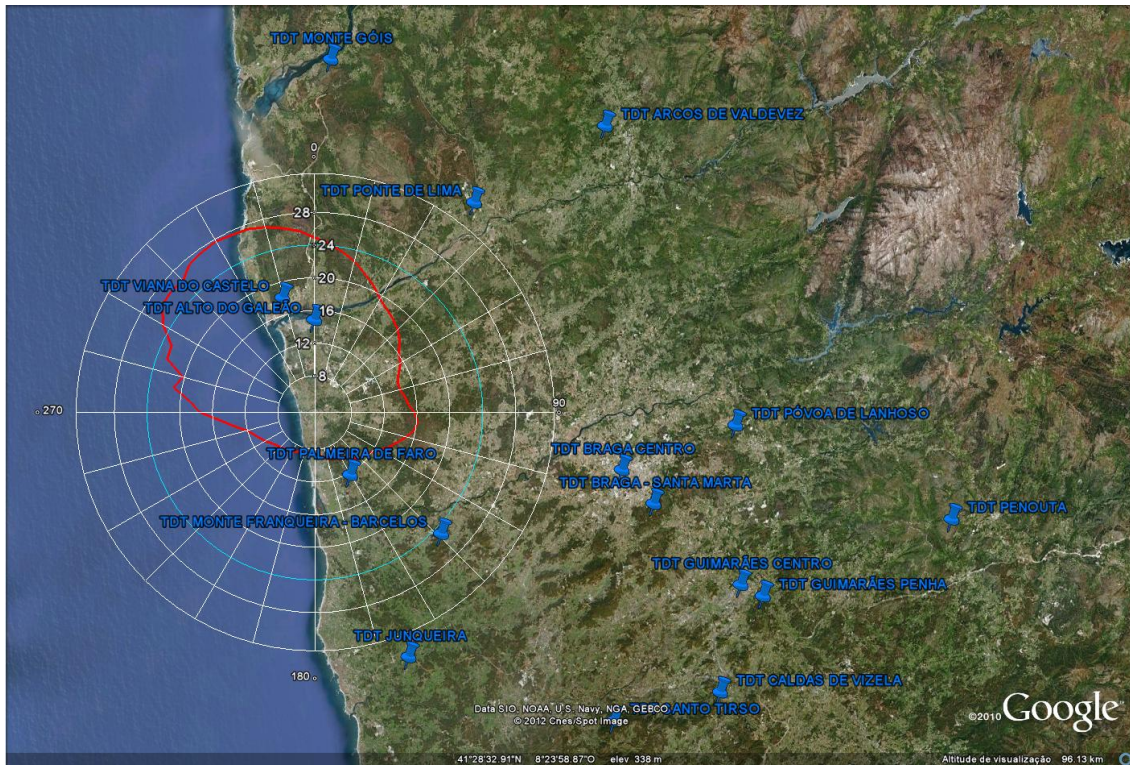 TDT MONTE GÓIS
TDT ARCOS DE VALDEVEZ
0
TDT PONTE DE LIMA
28
24
20
TDT VIANA DO CASTELO
TDT ALTO DO GALEÃO
16
12
8
270
90
TDT PÓVOA DE LANHOSO
TDT BRAGA CENTRO
TDT PALMEIRA DE FARO
TDT BRAGA - SANTA MARTA
TDT PENOUTA
TDT MONTE FRANQUEIRA - BARCELOS
TDT GUIMARÃES CENTRO
TDT GUIMARÃES PENHA
TDT JUNQUEIRA
180
TDT CALDAS DE VIZELA
SANTO TIRSO
Data SIO, NOAA, U.S. Navy, NGA, GEBCO
© 2012 Cnes/Spot Image
©2010 Google
41°28'32.91"N 8°23'58.87"O elev 338 m
Altitude de visualização 96.13 km